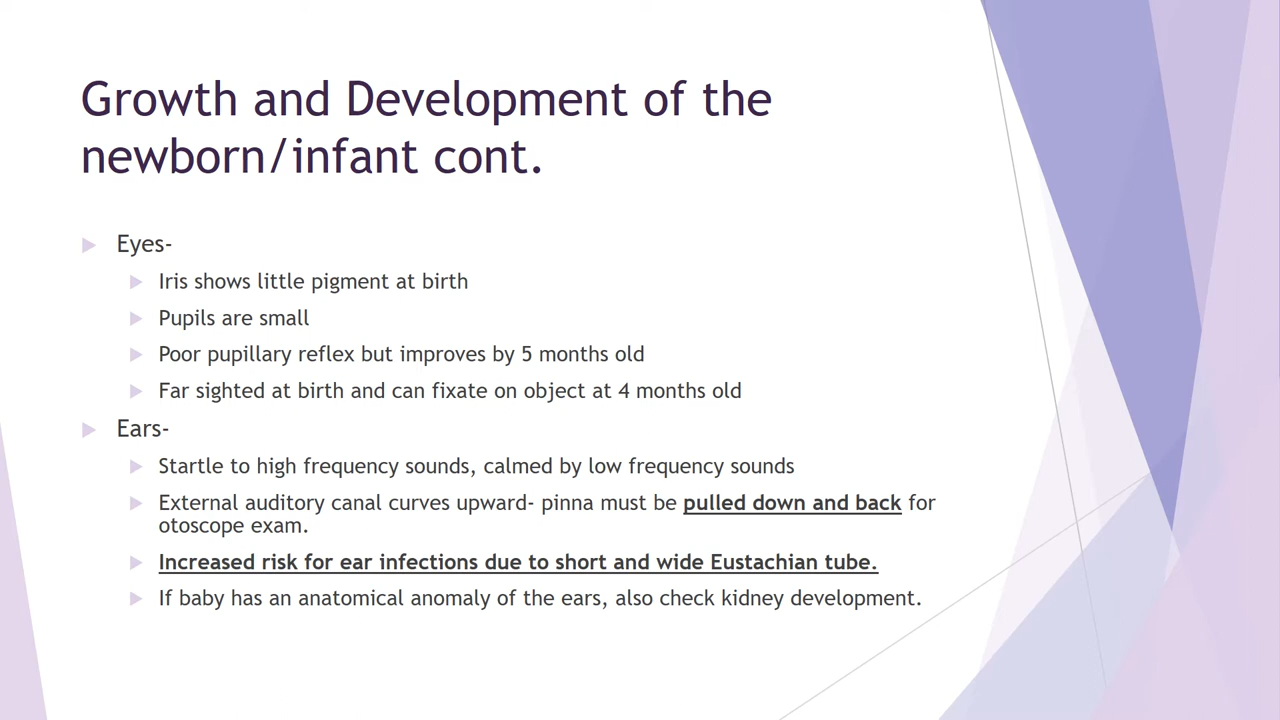 Growth and Development of the
newborn/infant cont.
Eyes-
Iris shows little pigment at birth
Pupils are small
Poor pupillary reflex but improves by 5 months old
Far sighted at birth and can fixate on object at 4 months old
Ears-
Startle to high frequency sounds, calmed by low frequency sounds
External auditory canal curves upward- pinna must be pulled down and back for
otoscope exam.
Increased risk for ear infections due to short and wide Eustachian tube.
If baby has an anatomical anomaly of the ears, also check kidney development.